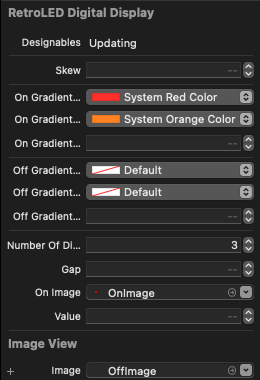 RetroLED Digital Display
Designables Updating
Skew --
On Gradient... System Red Color
On Gradient... System Orange Color
On Gradient... --
Off Gradient... Default
Off Gradient... Default
Off Gradient... --
Number Of Di... 3
Gap --
On Image OnImage
Value --
Image View
+ Image OffImage